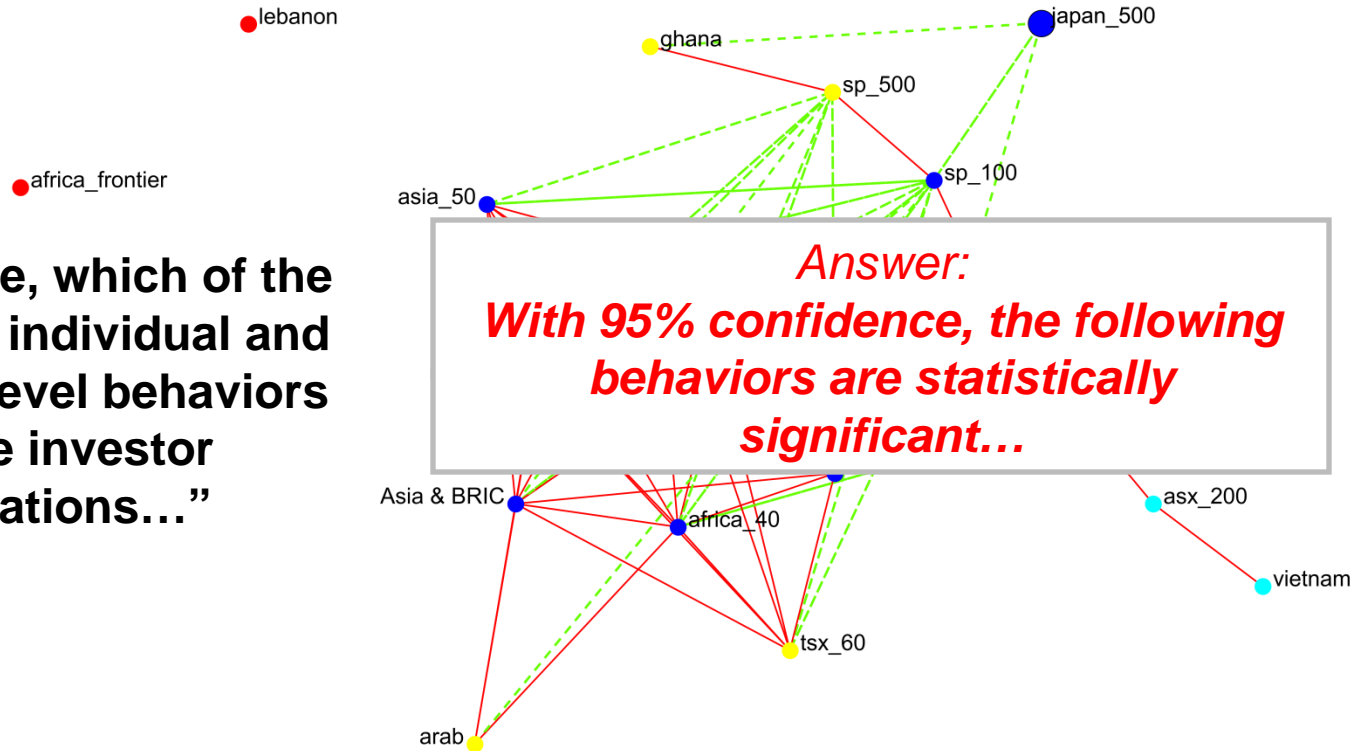 lebanon
japan_500
ghana
sp_500
africa_frontier
sp_100
asia_50
e, which of the
individual and
level behaviors
e investor
ations…”
Answer:
With 95% confidence, the following
behaviors are statistically
significant…
Asia & BRIC
africa_40
asx_200
vietnam
tsx_60
arab